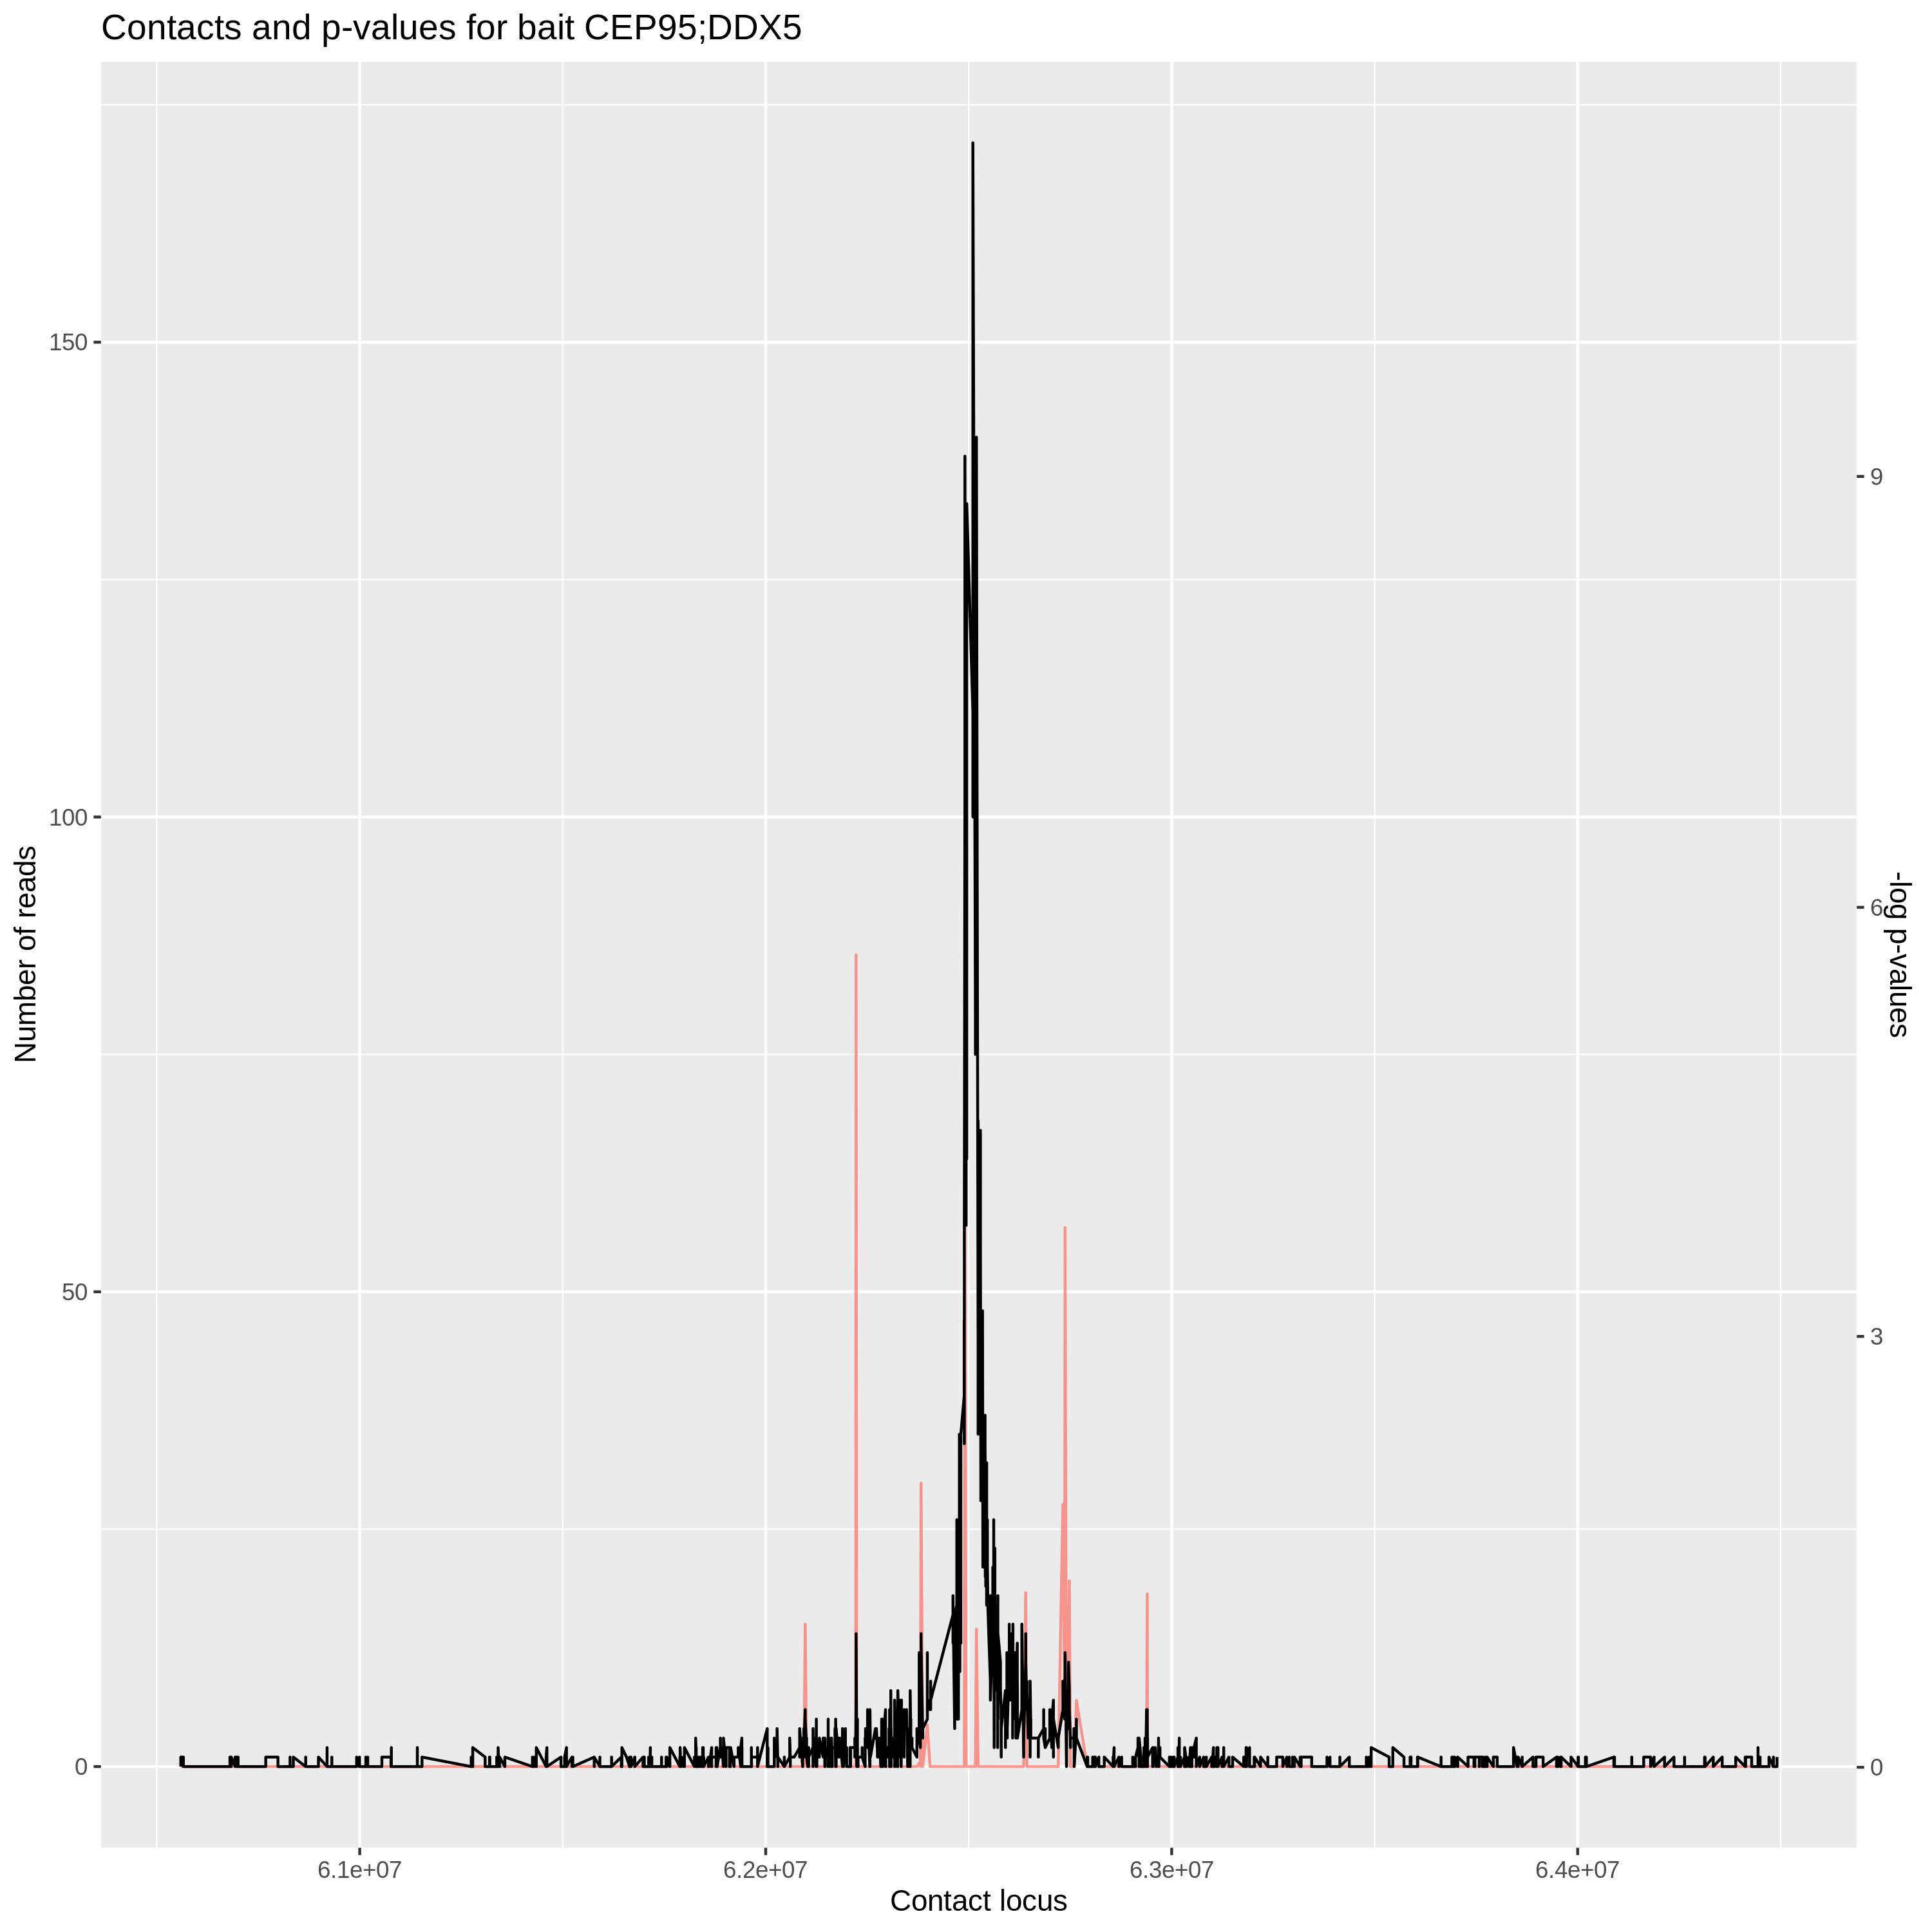 Contacts and p-values for bait CEP95;DDX5
150
100
50
0
Number of reads
9
6
3
0
-log p-values
6.1e+07
6.2e+07
6.3e+07
6.4e+07
Contact locus